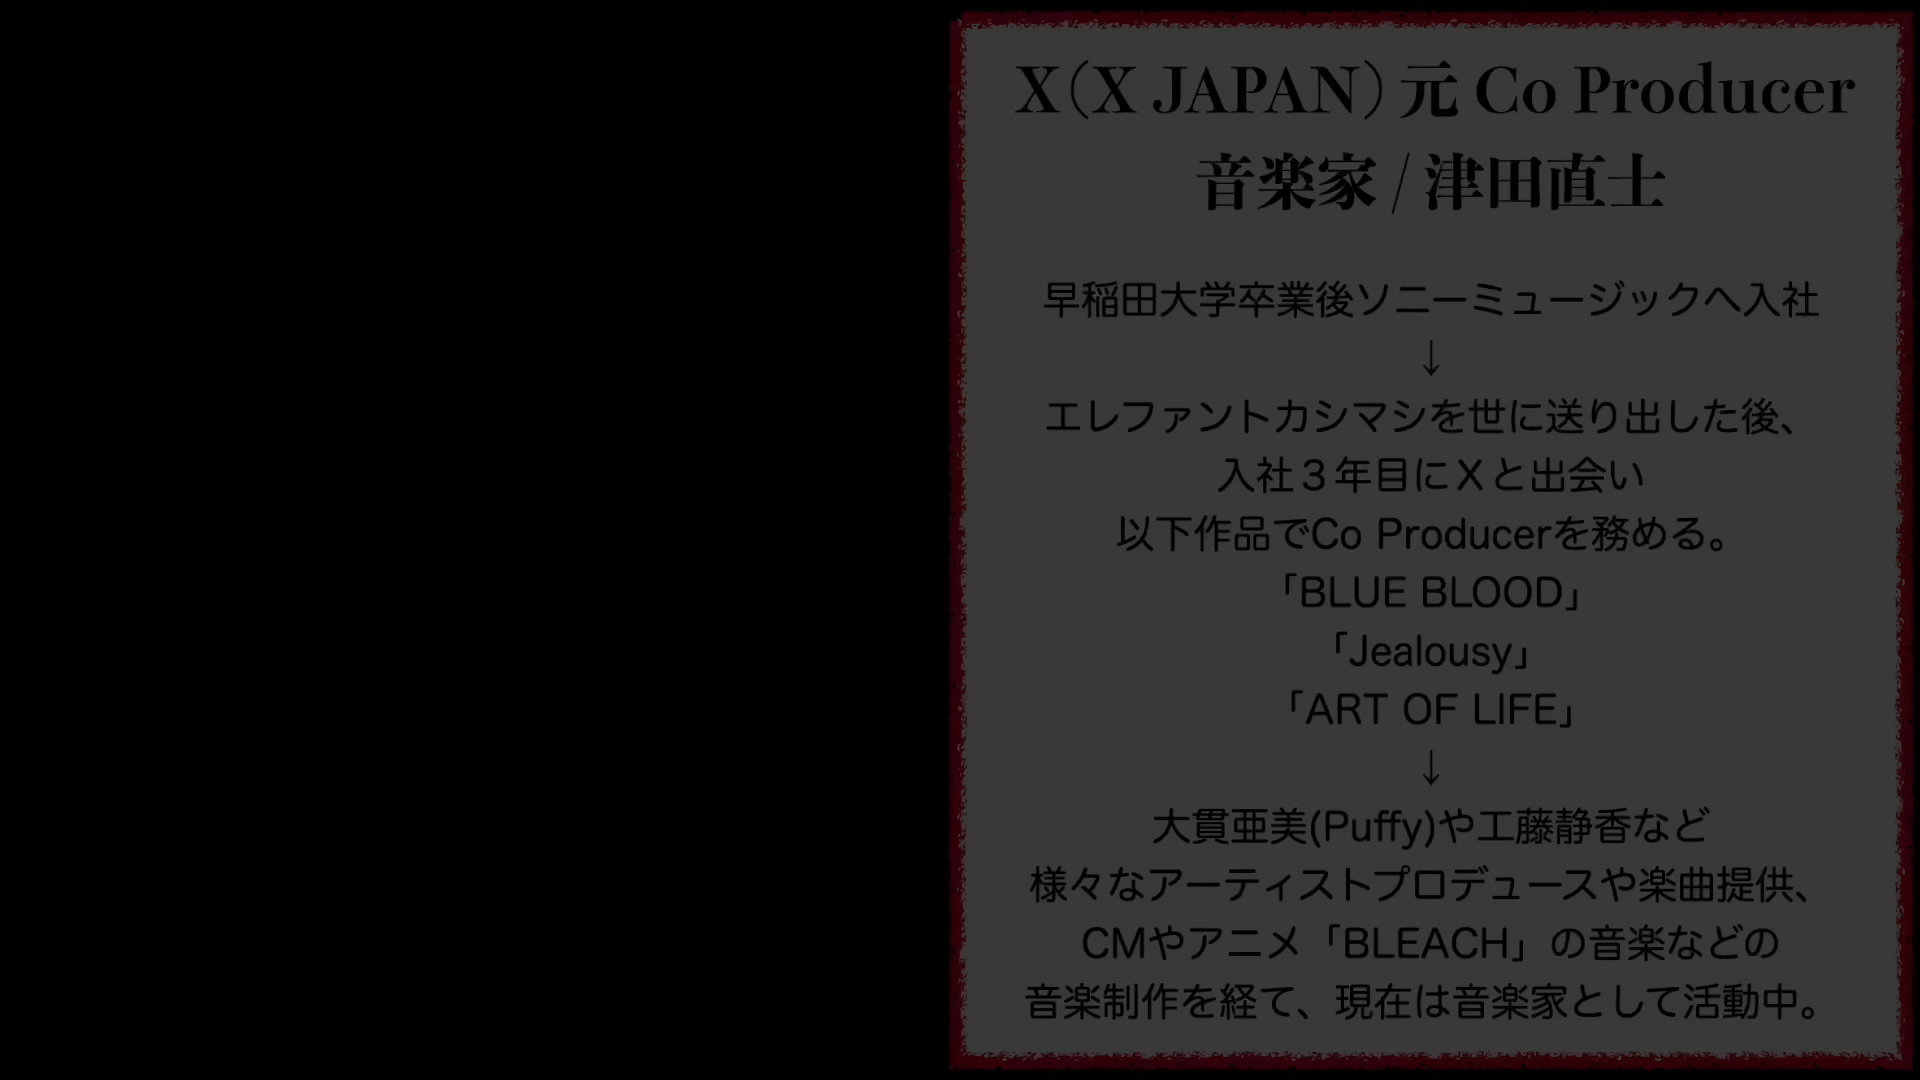 X(X JAPAN)元 Co Producer
音楽家 / 津田直士
早稲田大学卒業後ソニーミュージックへ入社
↓
エレファントカシマシを世に送り出した後、
入社３年目にＸと出会い
以下作品でCo Producerを務める。
「BLUE BLOOD」
「Jealousy」
「ART OF LIFE」
↓
大貫亜美(Puffy)や工藤静香など
様々なアーティストプロデュースや楽曲提供、
CMやアニメ「BLEACH」の音楽などの
音楽制作を経て、現在は音楽家として活動中。